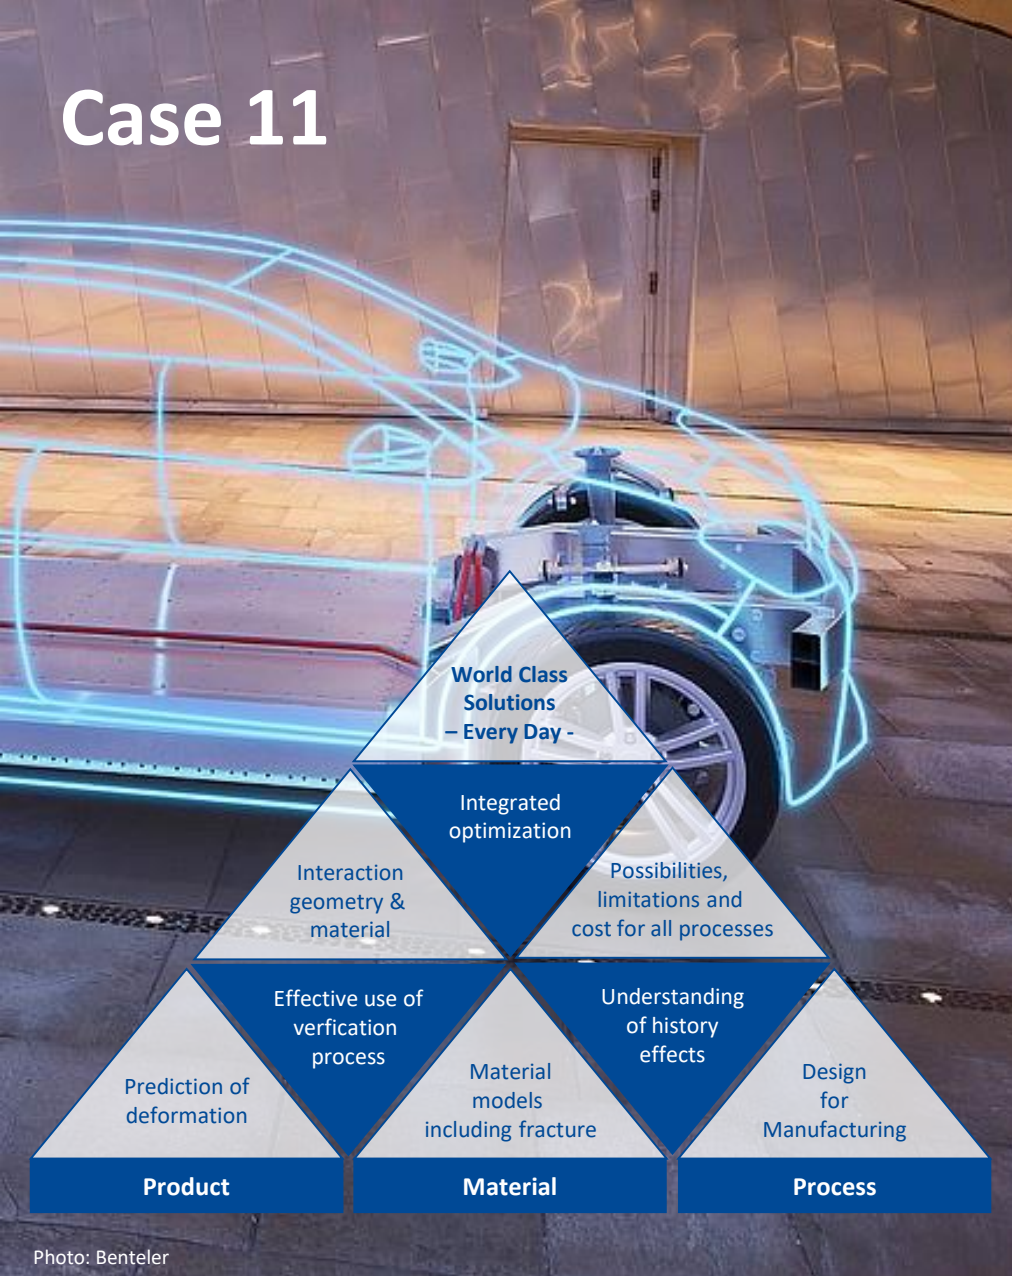 Case 11
World Class
Solutions
– Every Day -
Integrated
optimization
Interaction
geometry &
material
Possibilities,
limitations and
cost for all processes
Effective use of
verfication
process
Understanding
of history
effects
Prediction of
deformation
Material
models
including fracture
Design
for
Manufacturing
Product
Material
Process
Photo: Benteler